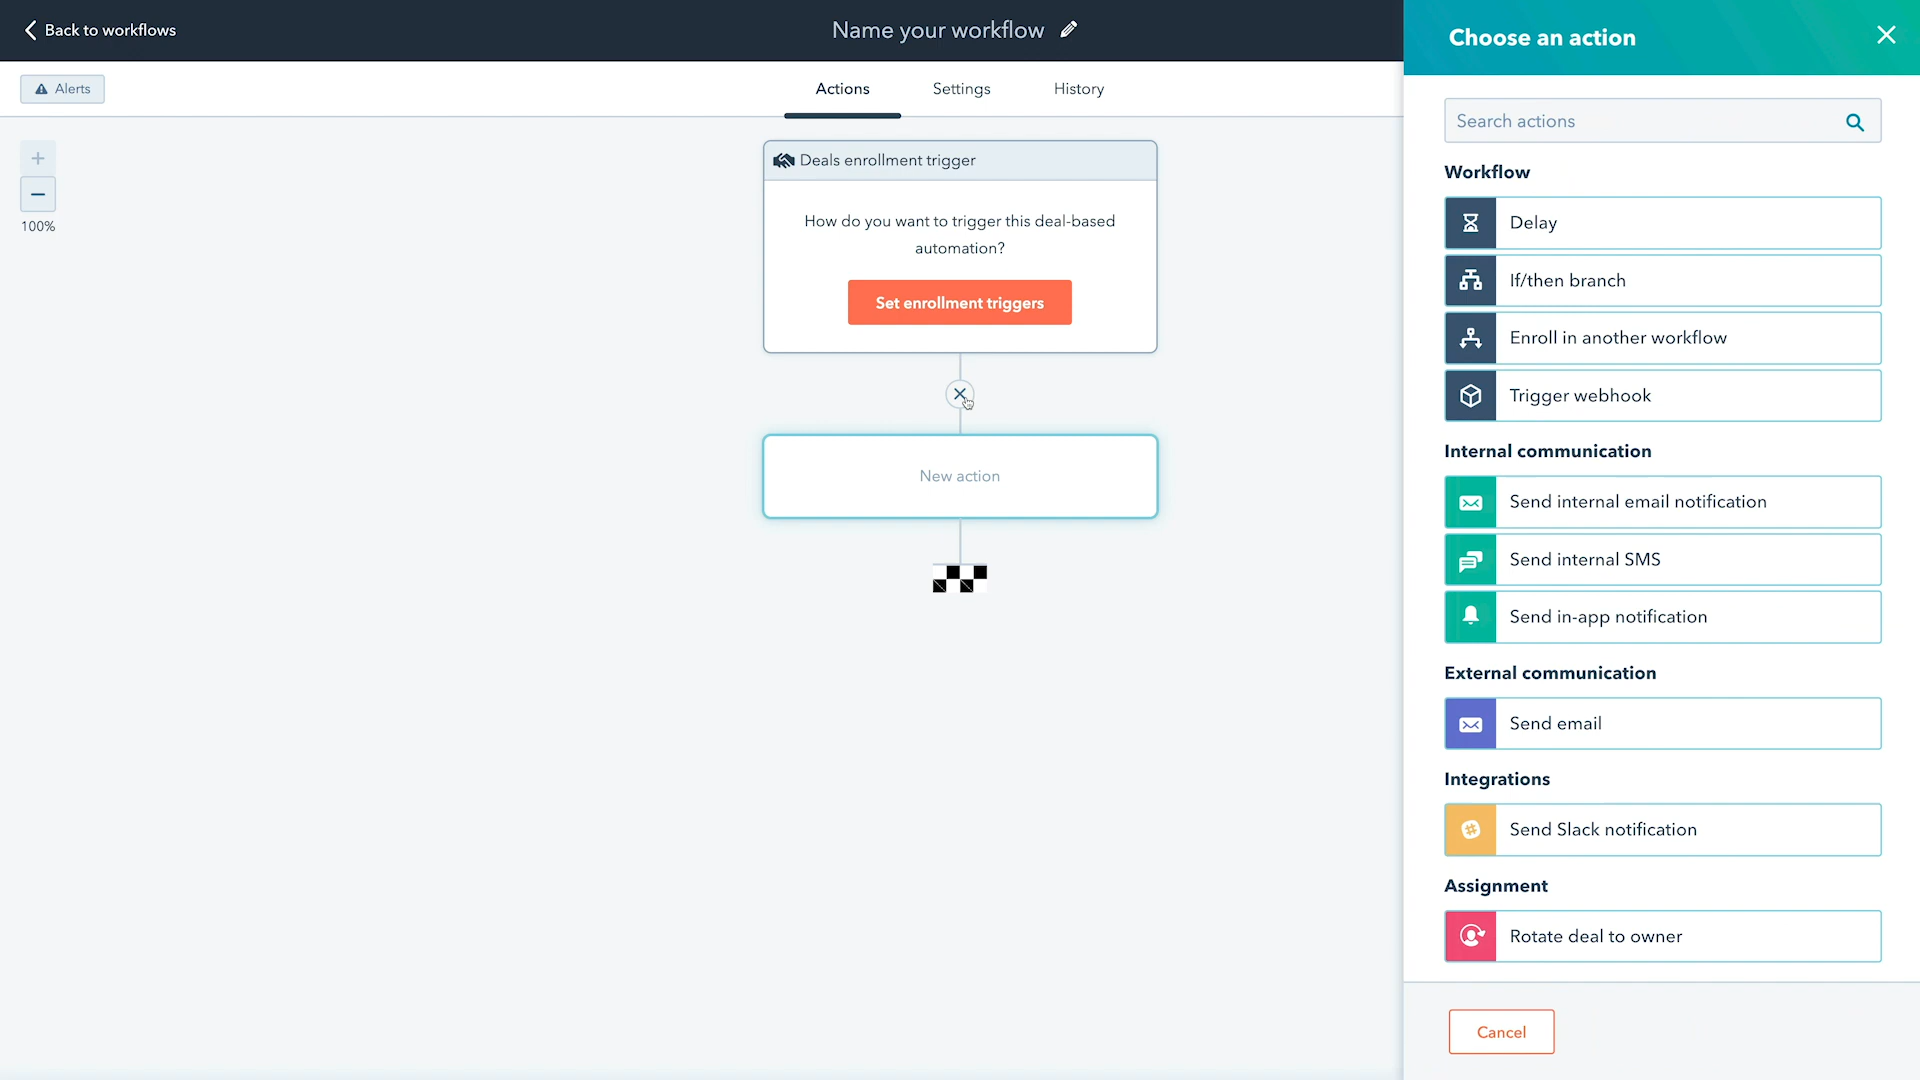 Back to workflows
Name your workflow
Choose an action
Alerts
Actions
Settings
History
100%
Deals enrollment trigger
How do you want to trigger this deal-based
automation?
Set enrollment triggers
New action
Search actions
Workflow
Delay
If/then branch
Enroll in another workflow
Trigger webhook
Internal communication
Send internal email notification
Send internal SMS
Send in-app notification
External communication
Send email
Integrations
Send Slack notification
Assignment
Rotate deal to owner
Cancel